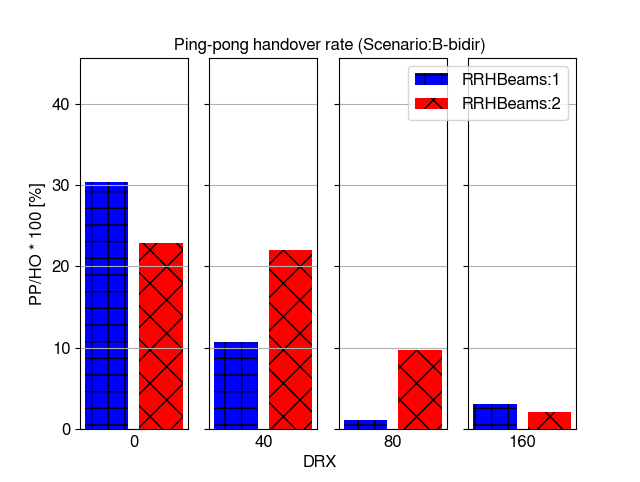 Ping-pong handover rate (Scenario:B-bidir)
RRHBeams:1
RRHBeams:2
PP/HO * 100 [%]
40
30
20
10
0
0
40
80
160
DRX